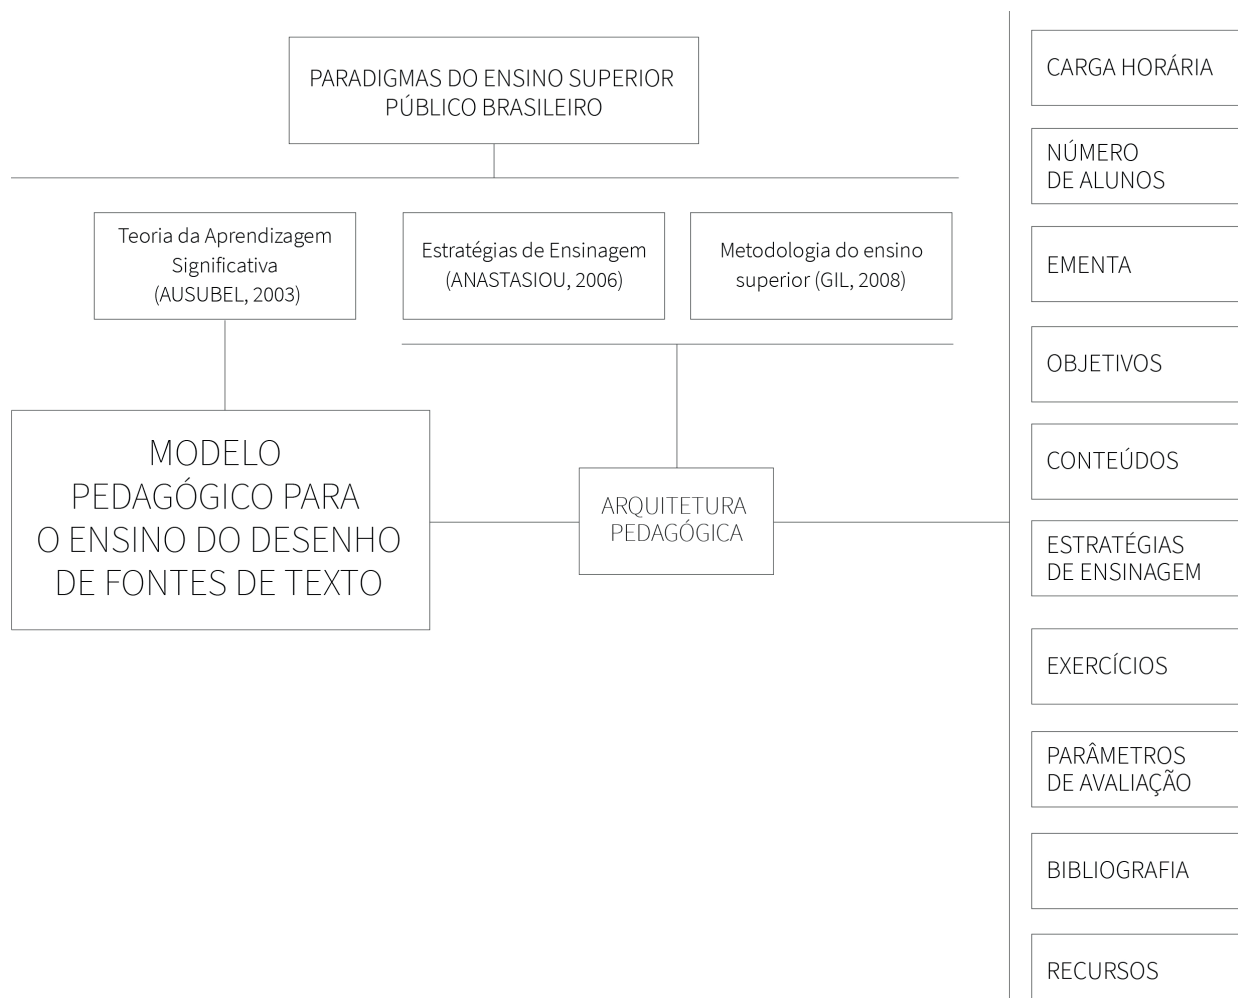 PARADIGMAS DO ENSINO SUPERIOR
PÚBLICO BRASILEIRO
Teoria da Aprendizagem
Significativa
(AUSUBEL, 2003)
Estratégias de Ensinagem
(ANASTASIOU, 2006)
Metodologia do ensino
superior (GIL, 2008)
MODELO
PEDAGÓGICO PARA
O ENSINO DO DESENHO
DE FONTES DE TEXTO
ARQUITETURA
PEDAGÓGICA
CARGA HORÁRIA
NÚMERO
DE ALUNOS
EMENTA
OBJETIVOS
CONTEÚDOS
ESTRATÉGIAS
DE ENSINAGEM
EXERCÍCIOS
PARÂMETROS
DE AVALIAÇÃO
BIBLIOGRAFIA
RECURSOS